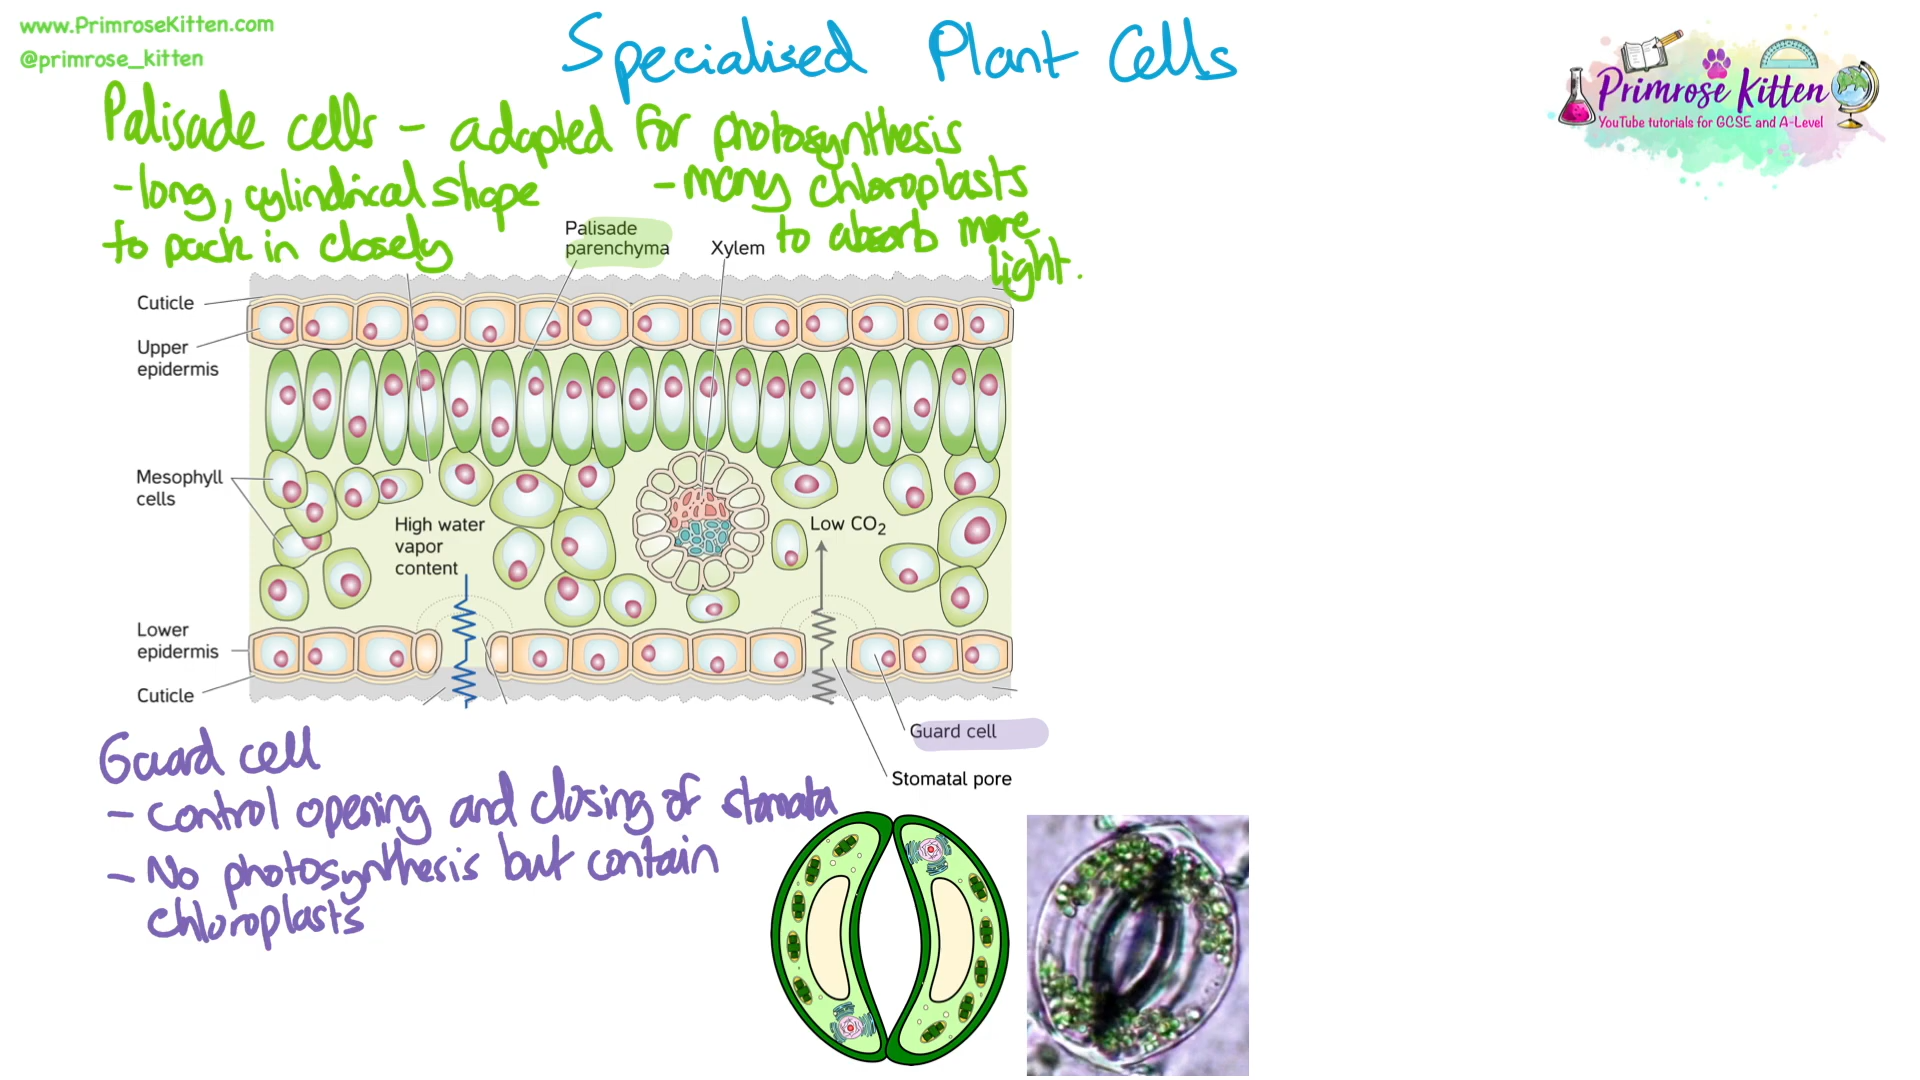 www.PrimroseKitten.com
@primrose_kitten
Specialised Plant Cells
Primrose Kitten
YouTube tutorials for GCSE and A-Level
Palisade cells - adapted for photosynthesis
- long, cylindrical shape
to pack in closely
- many chloroplasts
to absorb more
light.
Palisade
parenchyma
Xylem
Cuticle
Upper
epidermis
Mesophyll
cells
High water
vapor
content
Low CO2
Lower
epidermis
Cuticle
Guard cell
Stomatal pore
Guard cell
- control opening and closing of stomata
- No photosynthesis but contain
chloroplasts